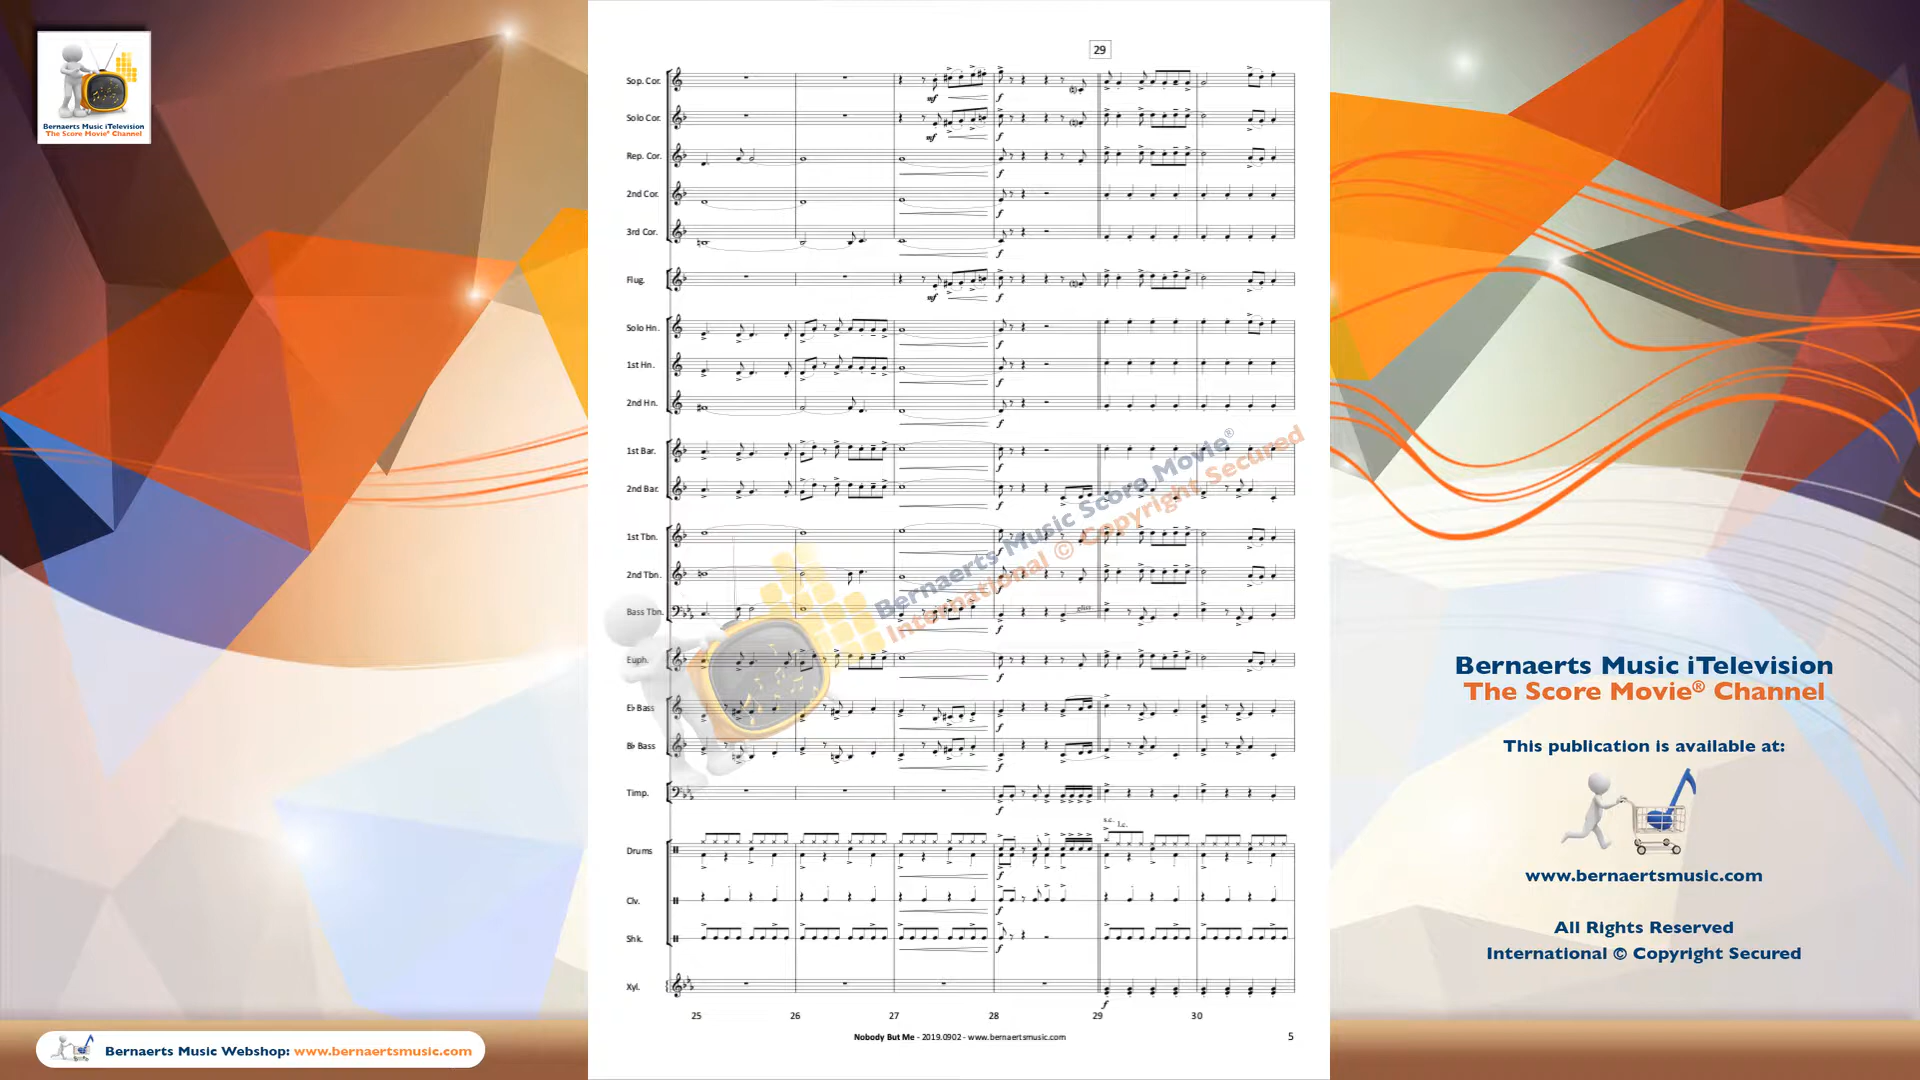 Bernaerts Music iTelevision
The Score Movie® Channel
29
Sop. Cor.
mf
f
Solo Cor.
mf
f
Rep. Cor.
f
2nd Cor.
f
3rd Cor.
f
Flug.
mf
f
Solo Hn.
f
1st Hn.
f
2nd Hn.
f
1st Bar.
f
2nd Bar.
f
1st Tbn.
f
2nd Tbn.
f
Bass Tbn.
gliss.
f
Euph.
f
E♭ Bass
f
B♭ Bass
f
Timp.
f
s.c.
l.c.
Drums
f
Clv.
f
Shk.
f
Xyl.
f
25 26 27 28 29 30
Nobody But Me - 2019.0902 - www.bernaertsmusic.com
5
Bernaerts Music Score Movie®
International © Copyright Secured
Bernaerts Music iTelevision
The Score Movie® Channel
This publication is available at:
www.bernaertsmusic.com
All Rights Reserved
International © Copyright Secured
Bernaerts Music Webshop: www.bernaertsmusic.com